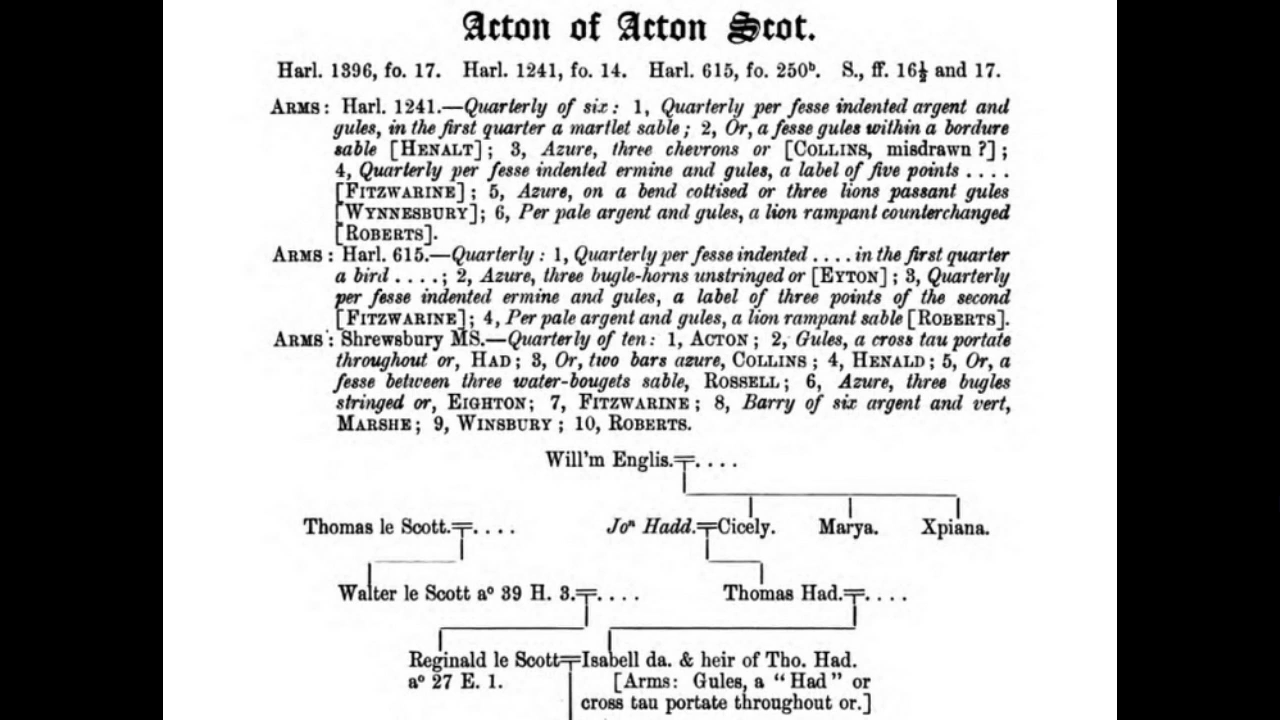 Acton of Acton Scot.
Harl. 1396, fo. 17. Harl. 1241, fo. 14. Harl. 615, fo. 250ᵇ. S., ff. 16½ and 17.
ARMS: Harl. 1241.—Quarterly of six: 1, Quarterly per fesse indented argent and
gules, in the first quarter a martlet sable; 2, Or, a fesse gules within a bordure
sable [HENALT]; 3, Azure, three chevrons or [COLLINS, misdrawn ?];
4, Quarterly per fesse indented ermine and gules, a label of five points . . . .
[FITZWARINE]; 5, Azure, on a bend cottised or three lions passant gules
[WYNNESBURY]; 6, Per pale argent and gules, a lion rampant counterchanged
[ROBERTS].
ARMS: Harl. 615.—Quarterly: 1, Quarterly per fesse indented . . . . in the first quarter
a bird . . . .; 2, Azure, three bugle-horns unstringed or [EYTON]; 3, Quarterly
per fesse indented ermine and gules, a label of three points of the second
[FITZWARINE]; 4, Per pale argent and gules, a lion rampant sable [ROBERTS].
ARMS: Shrewsbury MS.—Quarterly of ten: 1, ACTON; 2, Gules, a cross tau portate
throughout or, HAD; 3, Or, two bars azure, COLLINS; 4, HENALD; 5, Or, a
fesse between three water-bougets sable, ROSSELL; 6, Azure, three bugles
stringed or, EIGHTON; 7, FITZWARINE; 8, Barry of six argent and vert,
MARSHE; 9, WINSBURY; 10, ROBERTS.
Will'm Englis. . . . .
Thomas le Scott. . . . . Joⁿ Hadd. Cicely. Marya. Xpiana.
Walter le Scott aº 39 H. 3. . . . . Thomas Had. . . . .
Reginald le Scott Isabell da. & heir of Tho. Had.
aº 27 E. 1. [Arms: Gules, a "Had" or
cross tau portate throughout or.]